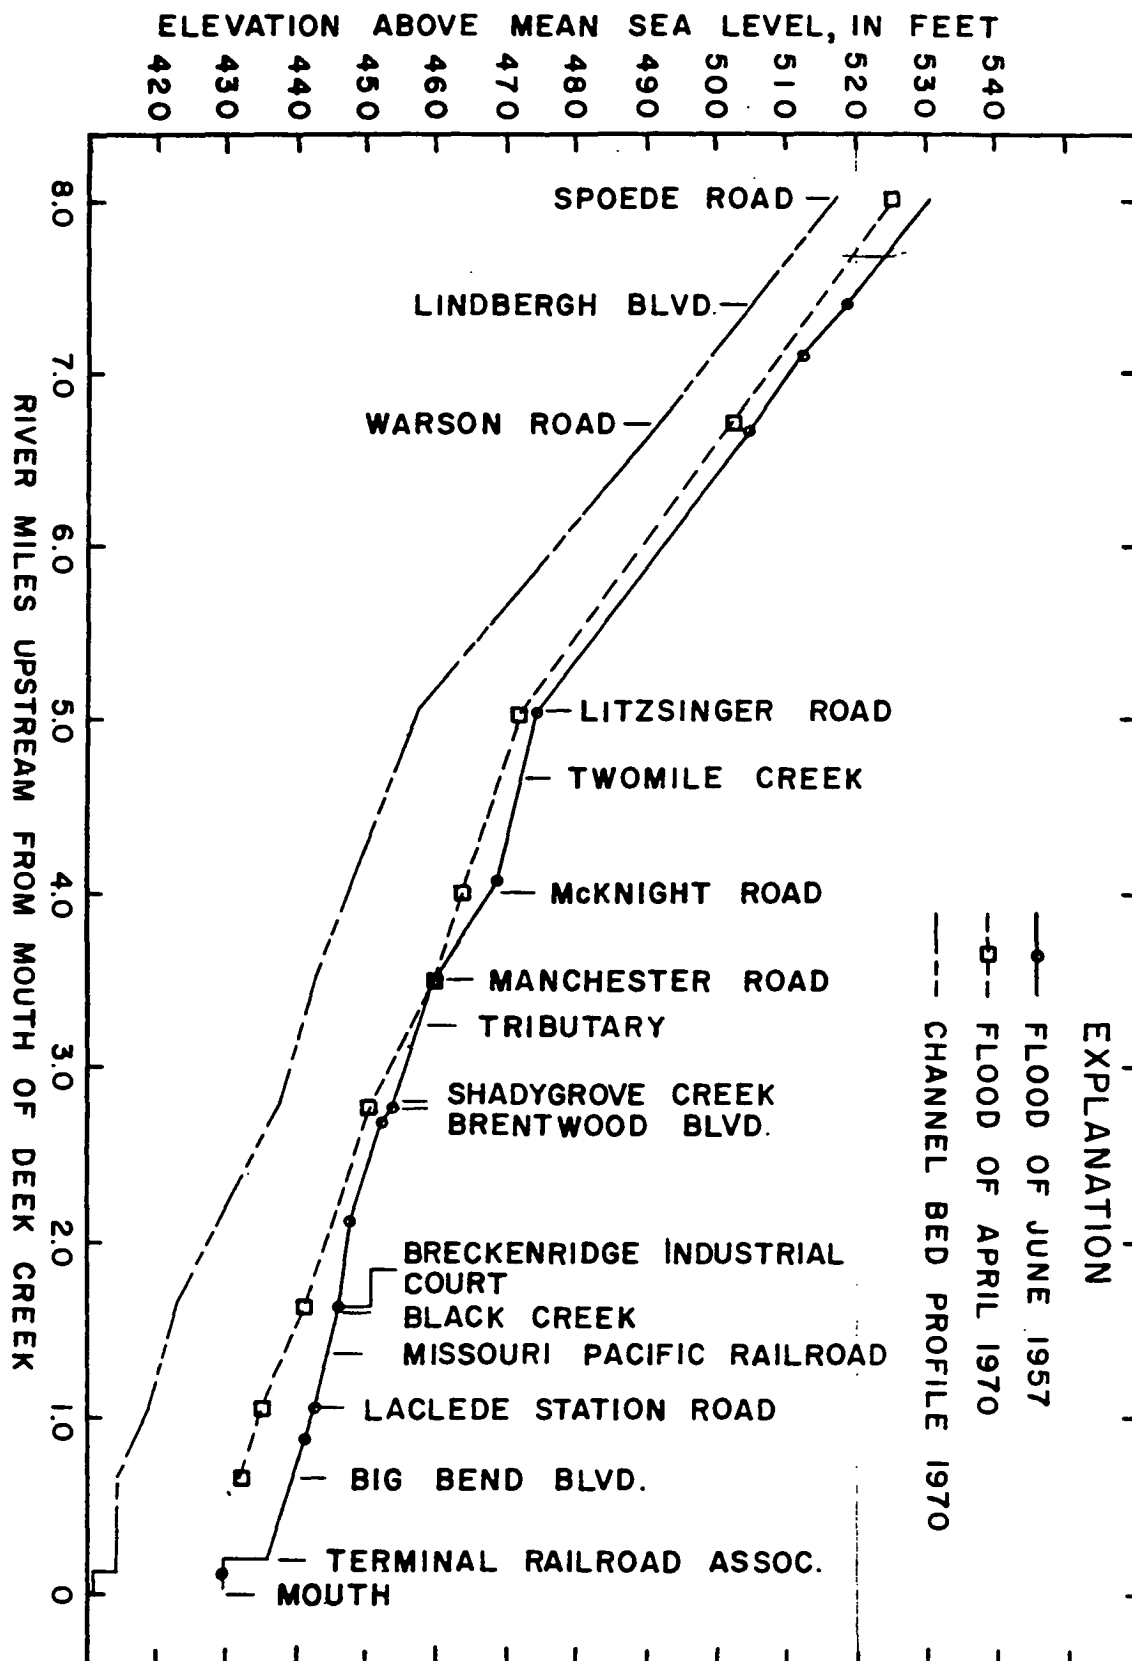 ELEVATION ABOVE MEAN SEA LEVEL, IN FEET
420
430
440
450
460
470
480
490
500
510
520
530
540
8.0
7.0
6.0
5.0
4.0
3.0
2.0
1.0
0
RIVER MILES UPSTREAM FROM MOUTH OF DEEK CREEK
SPOEDE ROAD
LINDBERGH BLVD.
WARSON ROAD
LITZSINGER ROAD
TWOMILE CREEK
McKNIGHT ROAD
MANCHESTER ROAD
TRIBUTARY
SHADYGROVE CREEK
BRENTWOOD BLVD.
BRECKENRIDGE INDUSTRIAL
COURT
BLACK CREEK
MISSOURI PACIFIC RAILROAD
LACLEDE STATION ROAD
BIG BEND BLVD.
TERMINAL RAILROAD ASSOC.
MOUTH
EXPLANATION
FLOOD OF JUNE 1957
FLOOD OF APRIL 1970
CHANNEL BED PROFILE 1970